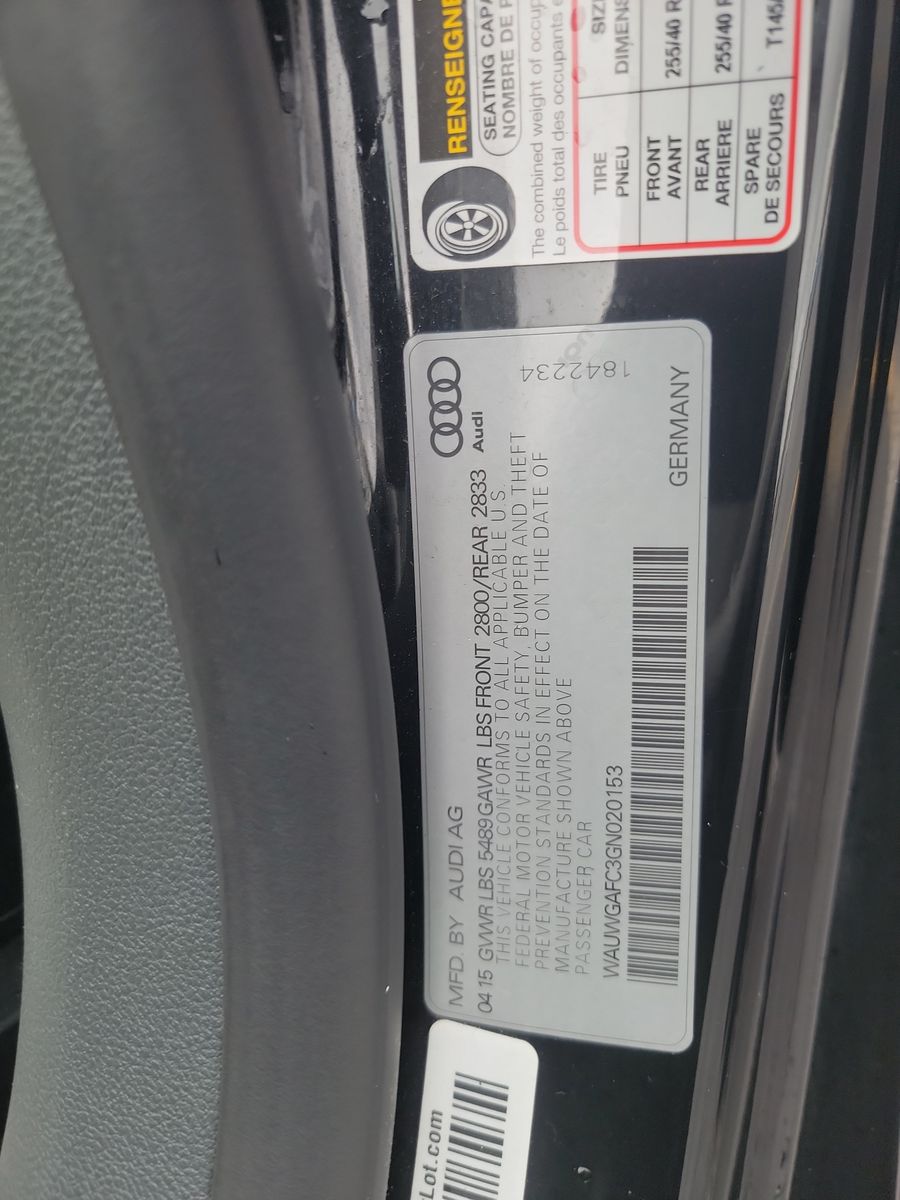 MFD. BY AUDI AG
Audi
04 15 GVWR LBS 5489 GAWR LBS FRONT 2800/REAR 2833
THIS VEHICLE CONFORMS TO ALL APPLICABLE U.S.
FEDERAL MOTOR VEHICLE SAFETY, BUMPER AND THEFT
PREVENTION STANDARDS IN EFFECT ON THE DATE OF
MANUFACTURE SHOWN ABOVE
PASSENGER CAR
1842234
WAUWGAFC3GN020153
GERMANY
RENSEIGNE
SEATING CAPA
NOMBRE DE P
The combined weight of occup
Le poids total des occupants e
TIRE SIZE
PNEU DIMENS
FRONT 255/40 R
AVANT
REAR 255/40 R
ARRIERE
SPARE T145/
DE SECOURS
Lot.com